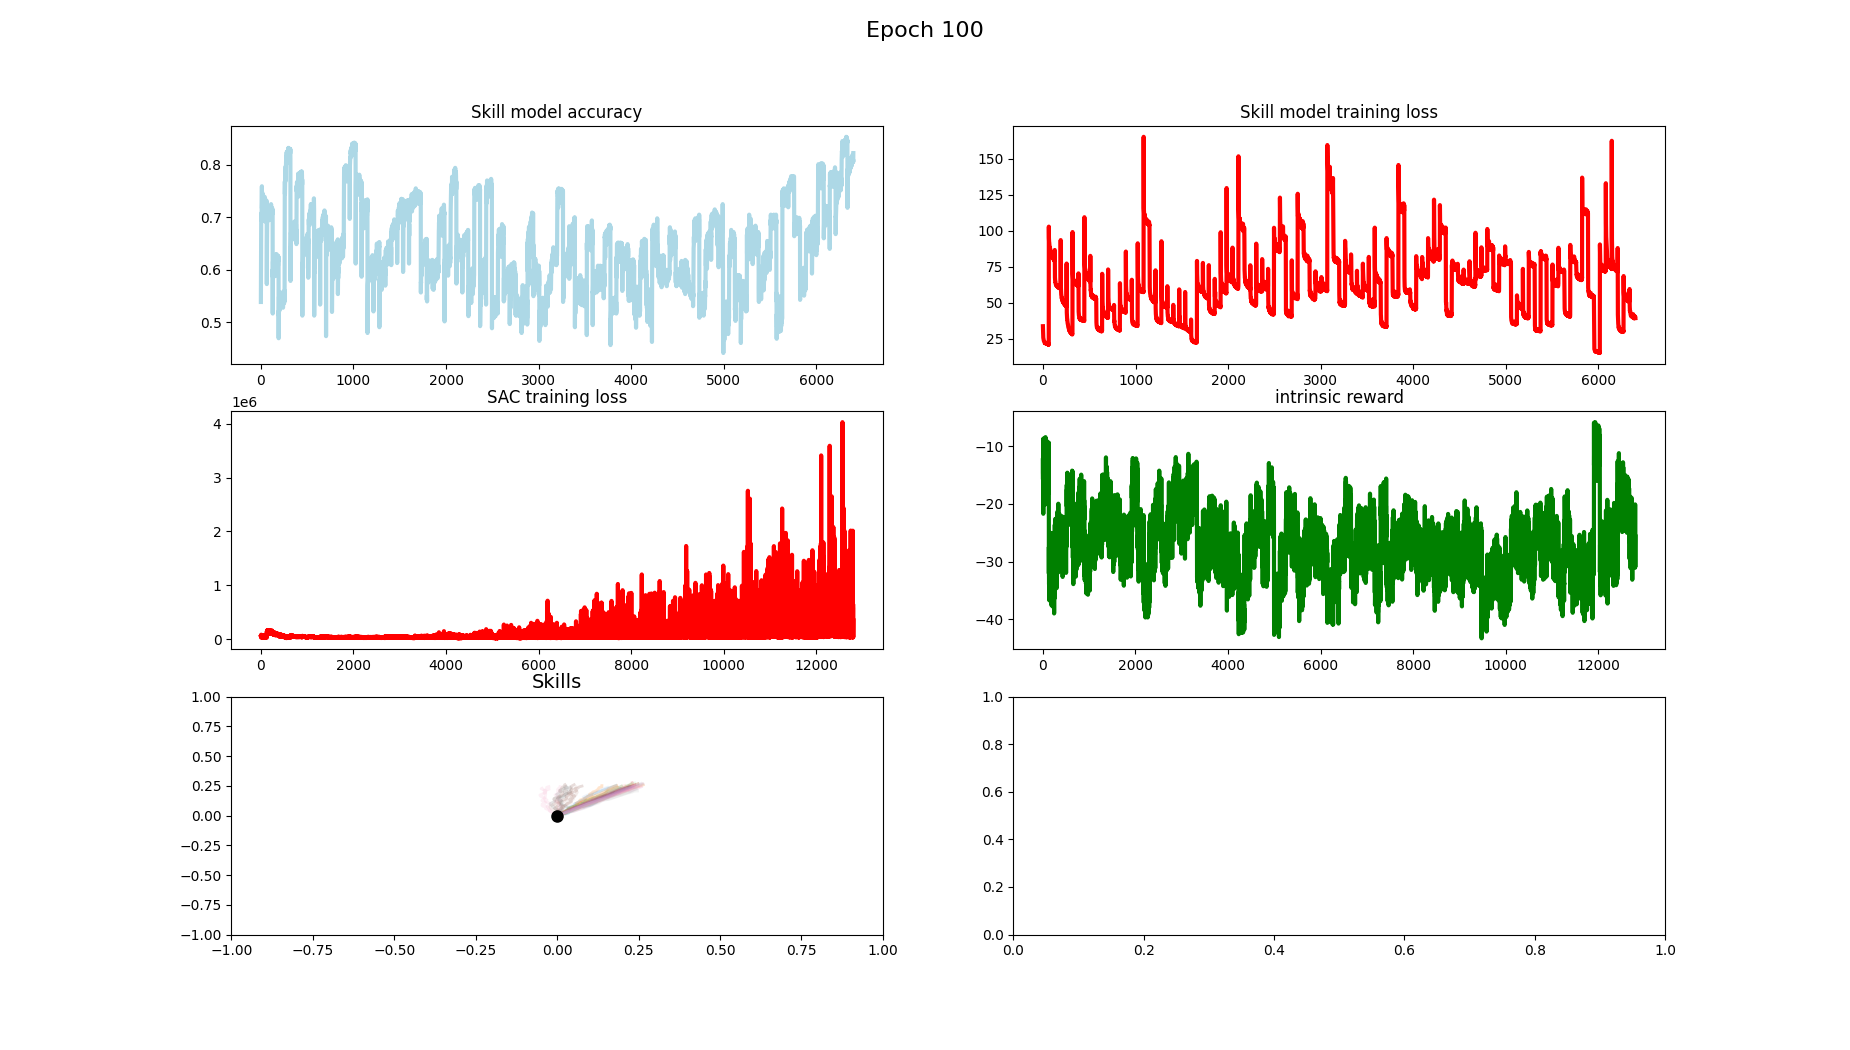 Epoch 100
Skill model accuracy
0.8
0.7
0.6
0.5
0 1000 2000 3000 4000 5000 6000
Skill model training loss
150
125
100
75
50
25
0 1000 2000 3000 4000 5000 6000
SAC training loss
1e6
4
3
2
1
0
0 2000 4000 6000 8000 10000 12000
intrinsic reward
−10
−20
−30
−40
0 2000 4000 6000 8000 10000 12000
Skills
1.00
0.75
0.50
0.25
0.00
−0.25
−0.50
−0.75
−1.00
−1.00 −0.75 −0.50 −0.25 0.00 0.25 0.50 0.75 1.00
1.0
0.8
0.6
0.4
0.2
0.0
0.0 0.2 0.4 0.6 0.8 1.0